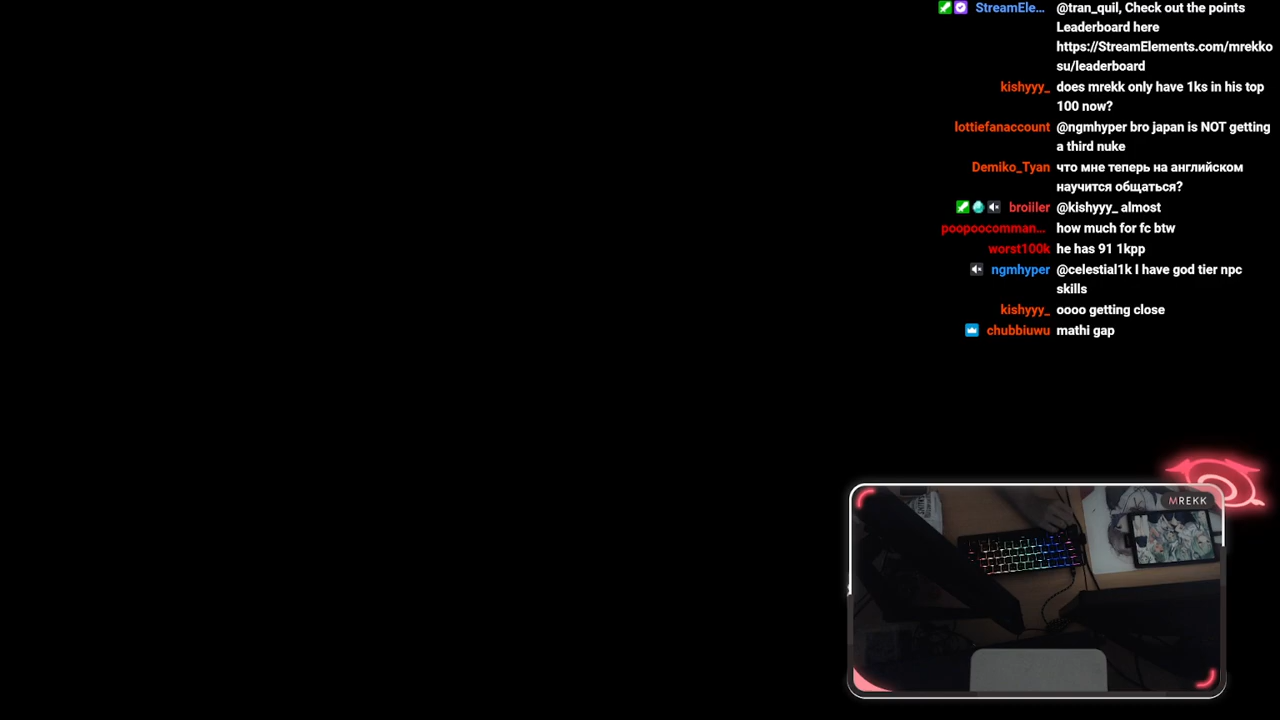 StreamEle… @tran_quil, Check out the points
Leaderboard here
https://StreamElements.com/mrekko
su/leaderboard
kishyyy_ does mrekk only have 1ks in his top
100 now?
lottiefanaccount @ngmhyper bro japan is NOT getting
a third nuke
Demiko_Tyan что мне теперь на английском
научится общаться?
broiiler @kishyyy_ almost
poopoocomman… how much for fc btw
worst100k he has 91 1kpp
ngmhyper @celestial1k I have god tier npc
skills
kishyyy_ oooo getting close
chubbiuwu mathi gap
MREKK